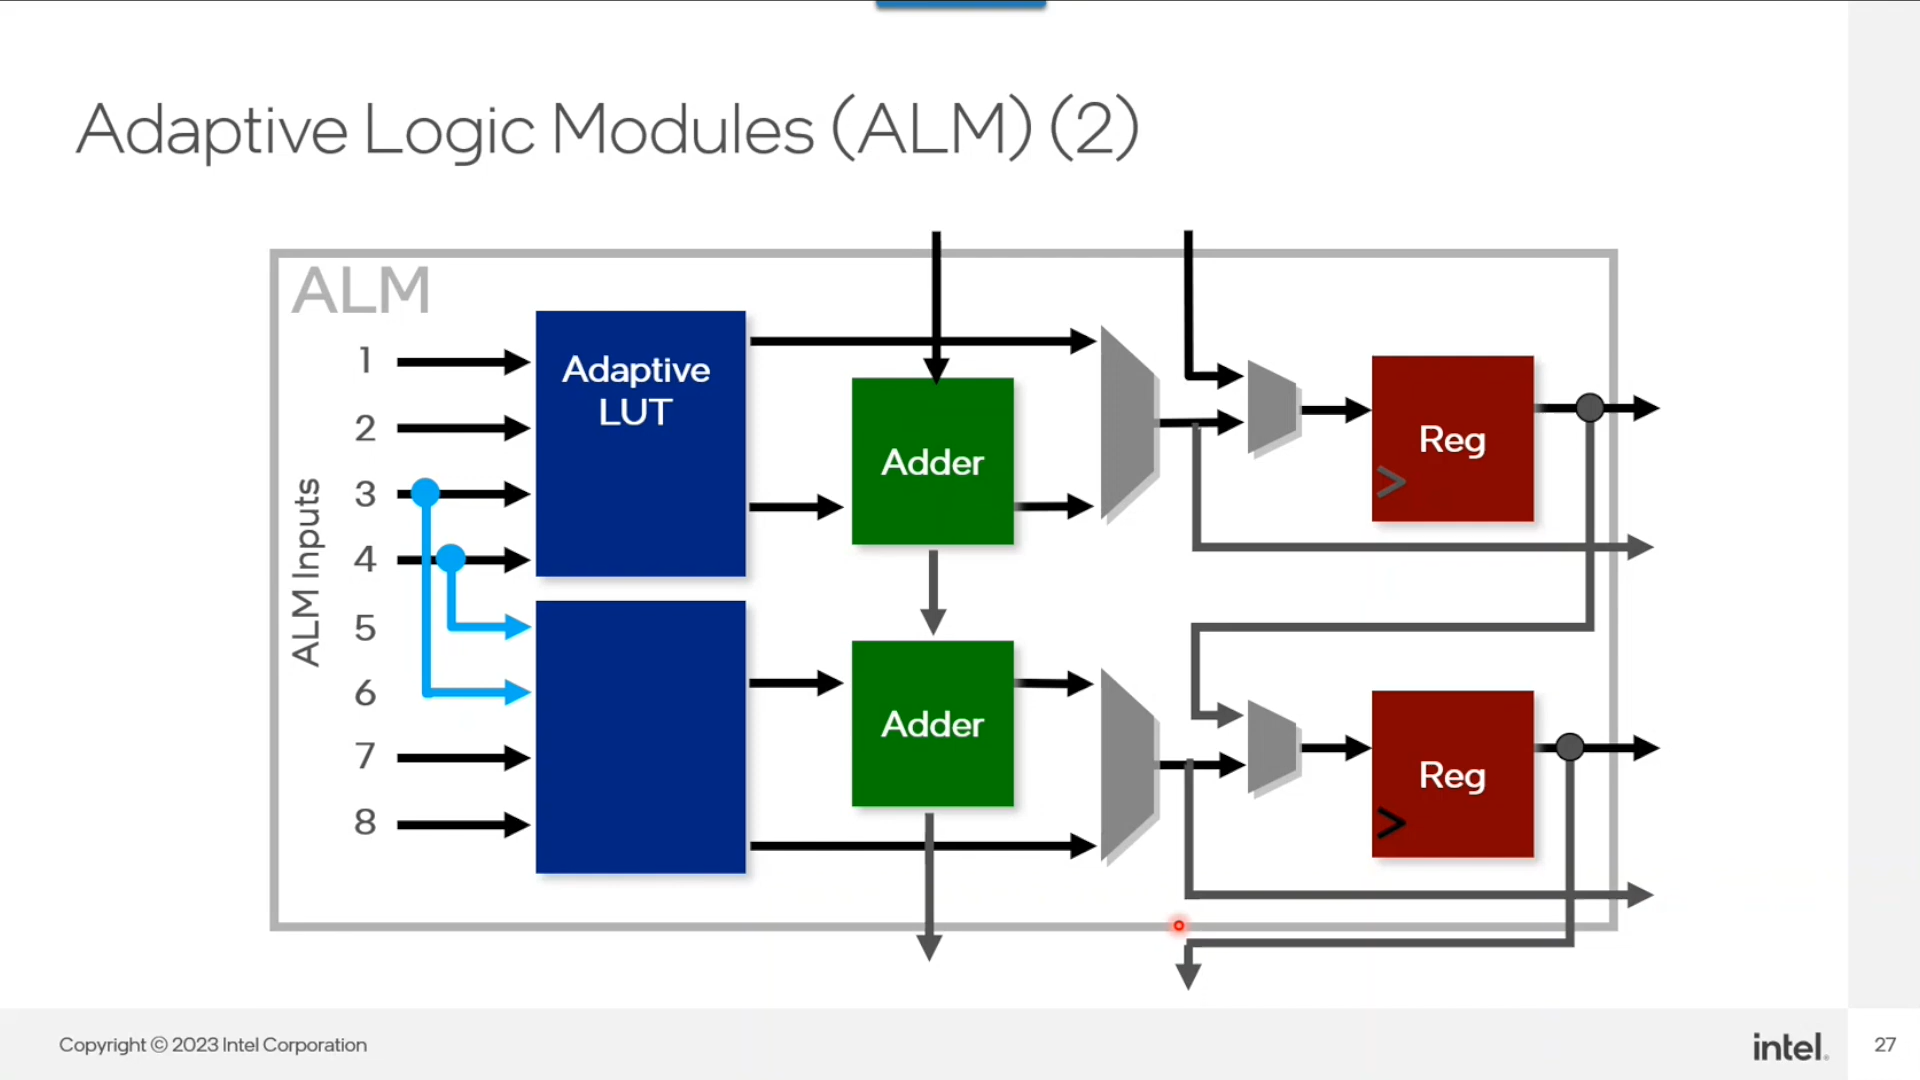 Adaptive Logic Modules (ALM) (2)
ALM
ALM Inputs
1
2
3
4
5
6
7
8
Adaptive
LUT
Adder
Adder
Reg
>
Reg
>
Copyright © 2023 Intel Corporation
intel.
27